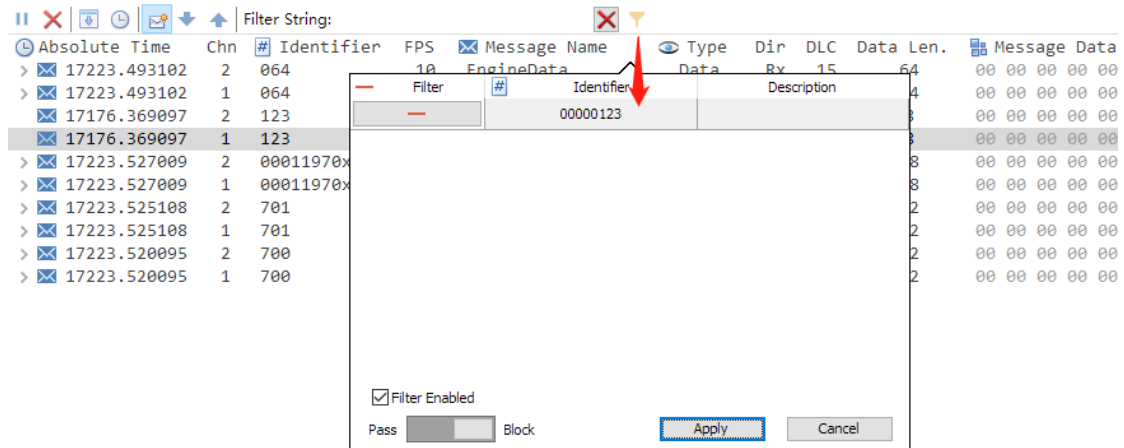 Filter String:
Absolute Time Chn # Identifier FPS Message Name Type Dir DLC Data Len. Message Data
> 17223.493102 2 064 10 EngineData Data Rx 15 64 00 00 00 00 00
> 17223.493102 1 064 4 00 00 00 00 00
17176.369097 2 123 00 00 00 00 00
17176.369097 1 123 00 00 00 00 00
> 17223.527009 2 00011970x 8 00 00 00 00 00
> 17223.527009 1 00011970x 8 00 00 00 00 00
> 17223.525108 2 701 2 00 00 00 00 00
> 17223.525108 1 701 2 00 00 00 00 00
> 17223.520095 2 700 2 00 00 00 00 00
> 17223.520095 1 700 2 00 00 00 00 00
Filter # Identifier Description
00000123
Filter Enabled
Pass Block Apply Cancel